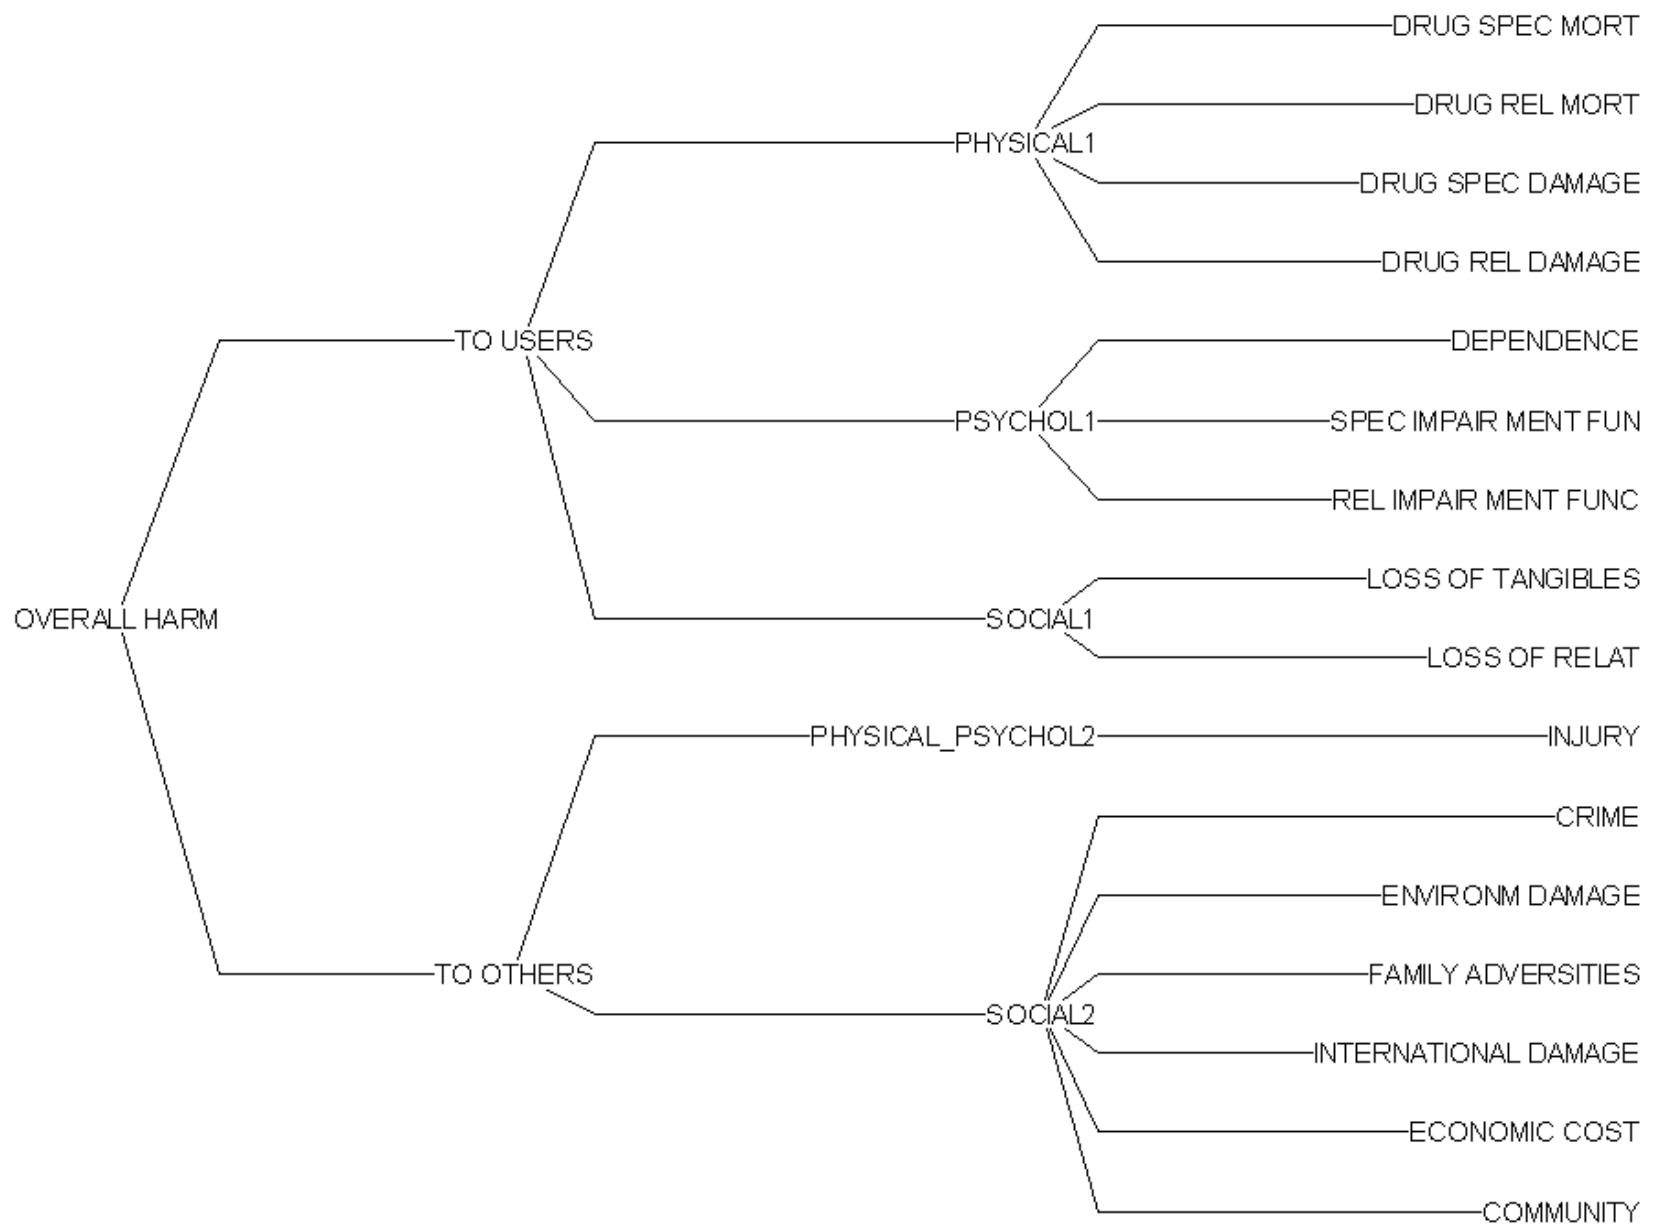 DRUG SPEC MORT
DRUG REL MORT
PHYSICAL1
DRUG SPEC DAMAGE
DRUG REL DAMAGE
TO USERS
DEPENDENCE
PSYCHOL1
SPEC IMPAIR MENT FUN
REL IMPAIR MENT FUNC
LOSS OF TANGIBLES
OVERALL HARM
SOCIAL1
LOSS OF RELAT
PHYSICAL_PSYCHOL2
INJURY
CRIME
ENVIRONM DAMAGE
TO OTHERS
FAMILY ADVERSITIES
SOCIAL2
INTERNATIONAL DAMAGE
ECONOMIC COST
COMMUNITY